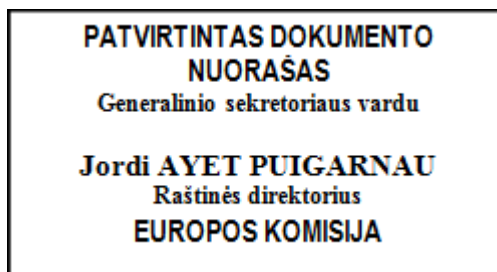 PATVIRTINTAS DOKUMENTO
NUORAŠAS
Generalinio sekretoriaus vardu
Jordi AYET PUIGARNAU
Raštinės direktorius
EUROPOS KOMISIJA